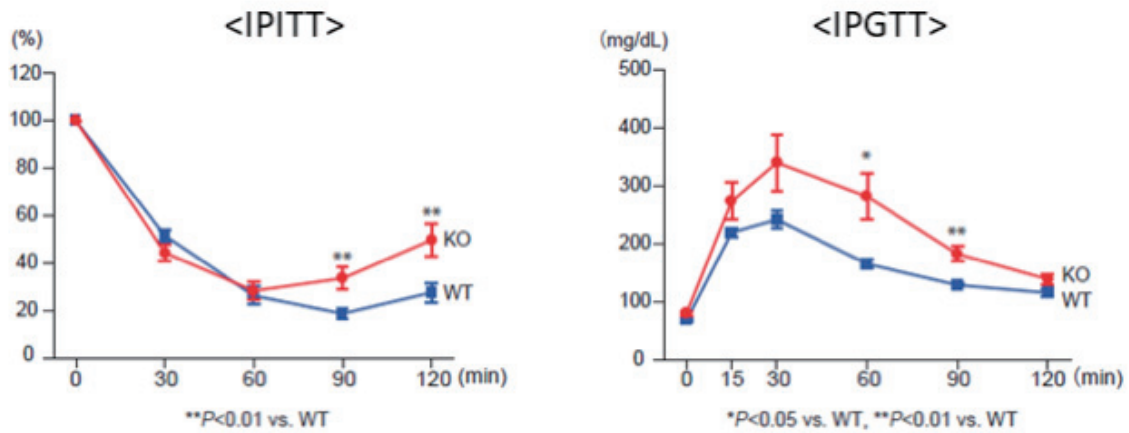 <IPITT>
(%)
120
100
80
60
40
20
0
**
**
KO
WT
0 30 60 90 120 (min)
**P<0.01 vs. WT
<IPGTT>
(mg/dL)
500
400
300
200
100
0
*
**
KO
WT
0 15 30 60 90 120 (min)
*P<0.05 vs. WT, **P<0.01 vs. WT